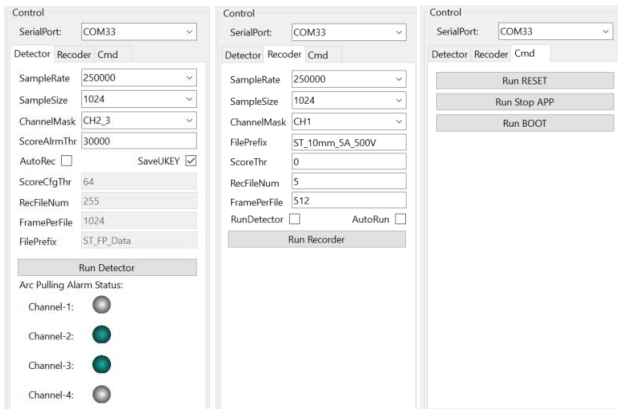 Control
SerialPort: COM33
Detector Recoder Cmd
SampleRate 250000
SampleSize 1024
ChannelMask CH2_3
ScoreAlrmThr 30000
AutoRec SaveUKEY
ScoreCfgThr 64
RecFileNum 255
FramePerFile 1024
FilePrefix ST_FP_Data
Run Detector
Arc Pulling Alarm Status:
Channel-1:
Channel-2:
Channel-3:
Channel-4:
Control
SerialPort: COM33
Detector Recoder Cmd
SampleRate 250000
SampleSize 1024
ChannelMask CH1
FilePrefix ST_10mm_5A_500V
ScoreThr 0
RecFileNum 5
FramePerFile 512
RunDetector AutoRun
Run Recorder
Control
SerialPort: COM33
Detector Recoder Cmd
Run RESET
Run Stop APP
Run BOOT